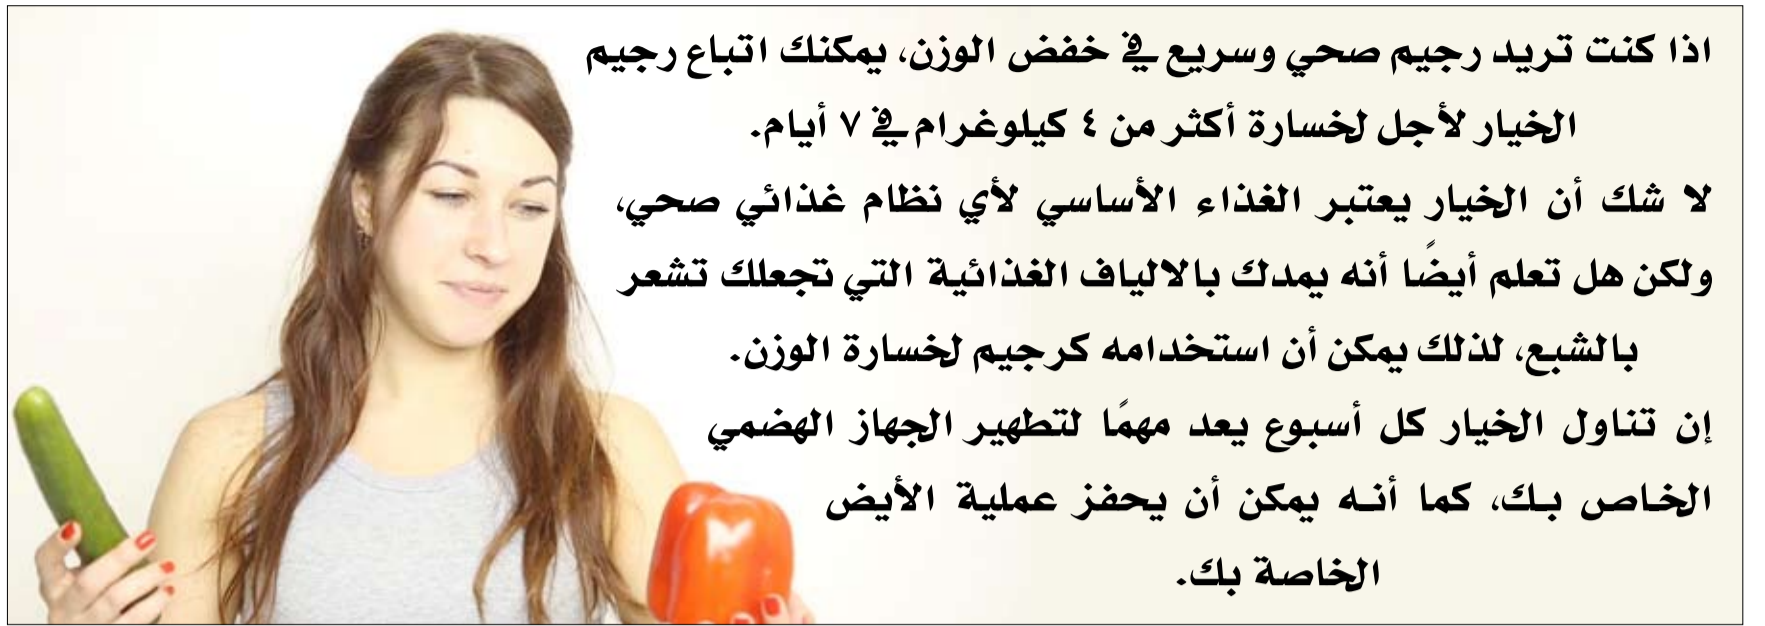 اذا كنت تريد رجيم صحي وسريع في خفض الوزن، يمكنك اتباع رجيم
الخيار لأجل لخسارة أكثر من ٤ كيلوغرام في ٧ أيام.
لا شك أن الخيار يعتبر الغذاء الأساسي لأي نظام غذائي صحي،
ولكن هل تعلم أيضًا أنه يمدك بالالياف الغذائية التي تجعلك تشعر
بالشبع، لذلك يمكن أن استخدامه كرجيم لخسارة الوزن.
إن تناول الخيار كل أسبوع يعد مهمًا لتطهير الجهاز الهضمي
الخاص بك، كما أنه يمكن أن يحفز عملية الأيض
الخاصة بك.